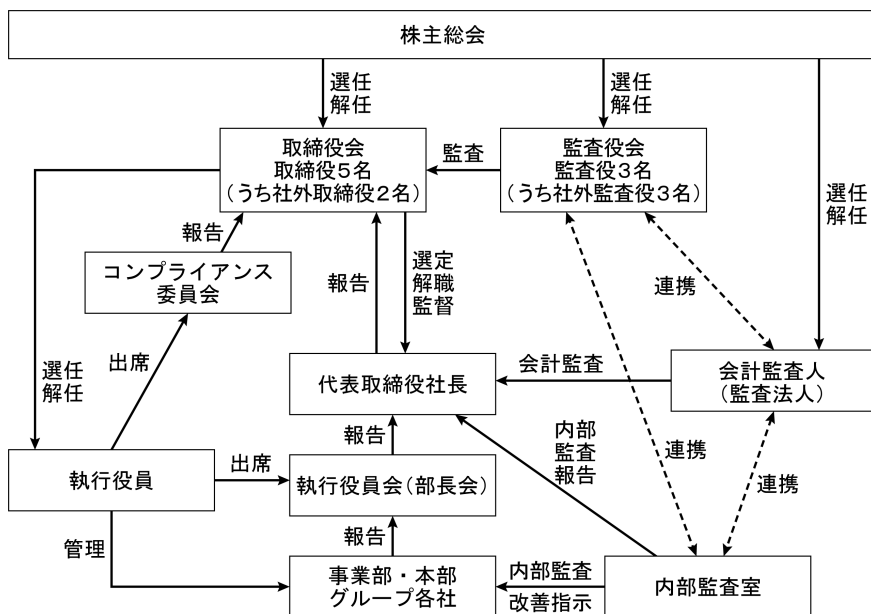 株主総会
選任
解任
選任
解任
選任
解任
取締役会
取締役5名
(うち社外取締役2名)
監査
監査役会
監査役3名
(うち社外監査役3名)
報告
コンプライアンス
委員会
報告
選定
解職
監督
連携
選任
解任
出席
代表取締役社長
会計監査
会計監査人
(監査法人)
報告
内部
監査
報告
連携
連携
執行役員
出席
執行役員会(部長会)
管理
報告
事業部・本部
グループ各社
内部監査
改善指示
内部監査室